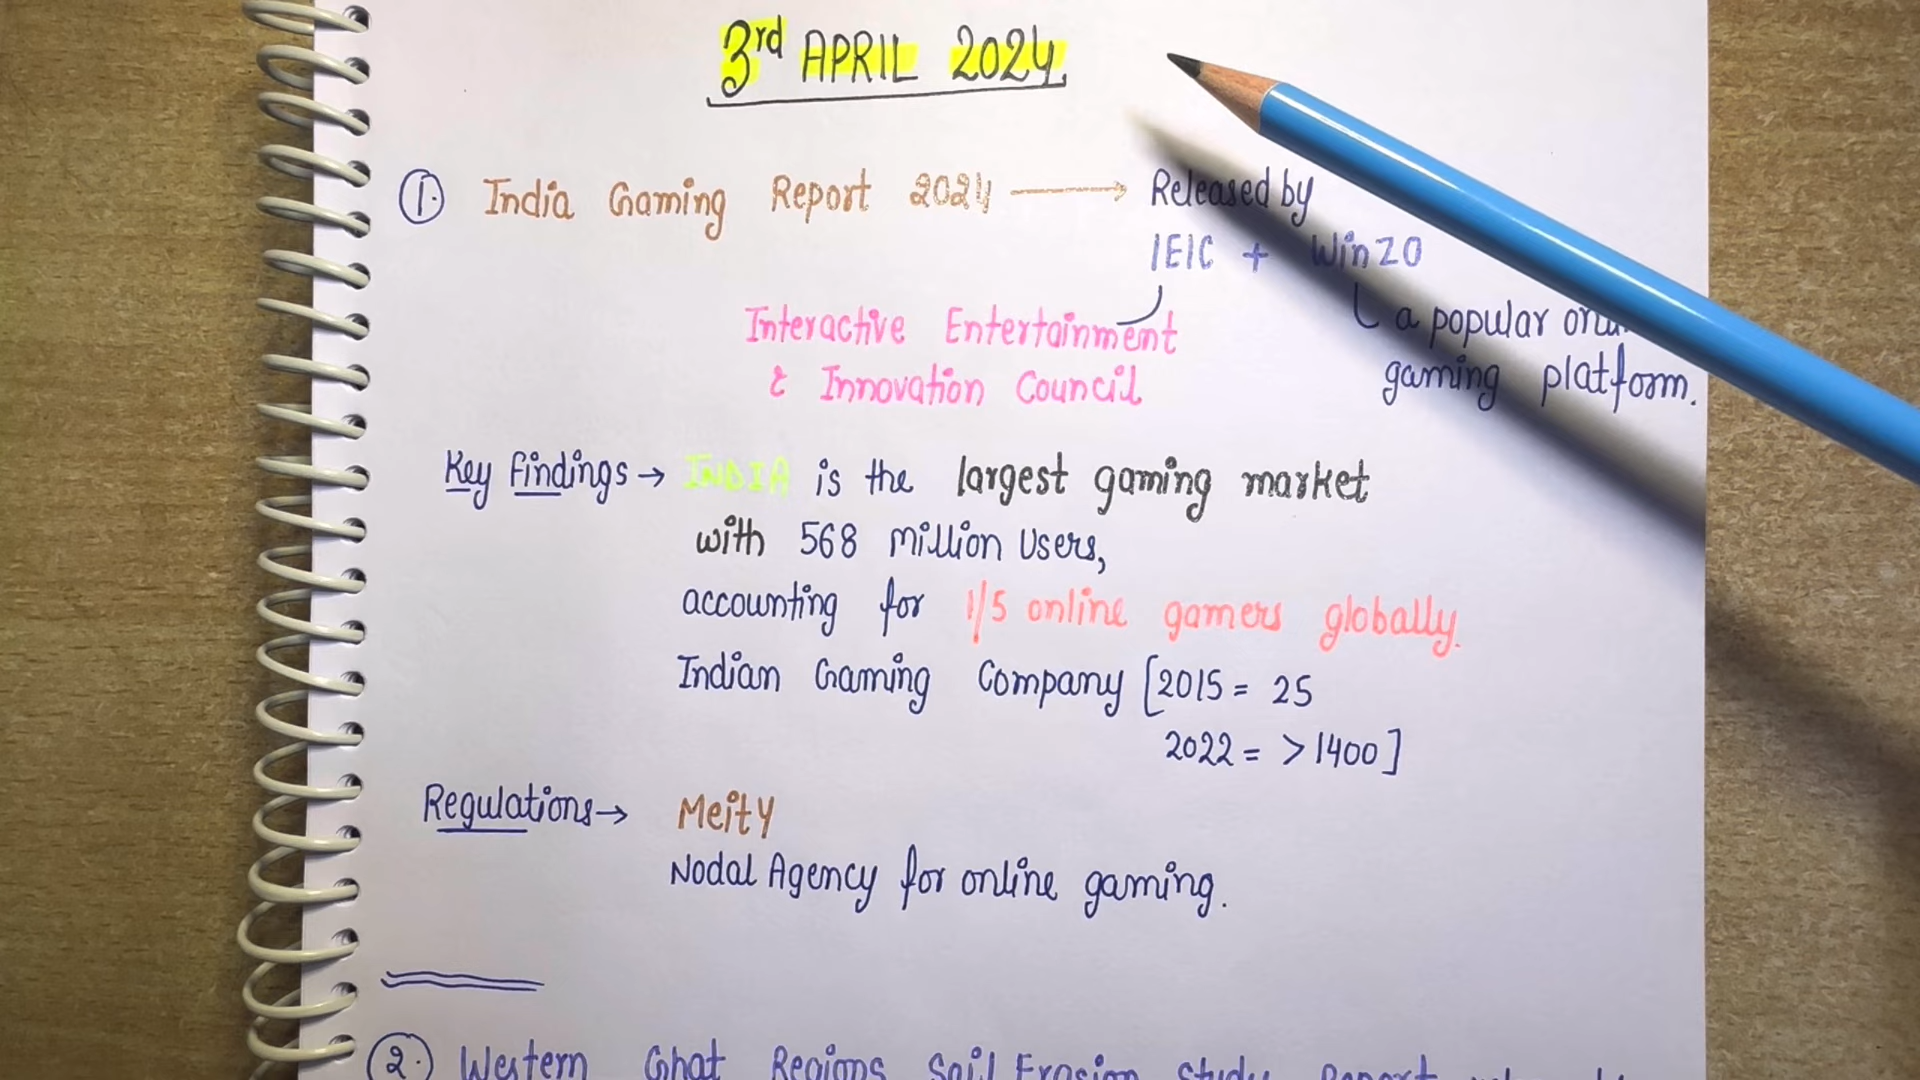 3rd APRIL 2024.
1. India Gaming Report 2024 → Released by
IEIC + WinZO
Interactive Entertainment
& Innovation Council
a popular
gaming platform.
Key findings → INDIA is the largest gaming market
with 568 million Users,
accounting for 1/5 online gamers globally.
Indian Gaming Company [2015 = 25
2022 = >1400]
Regulations → MeitY
Nodal Agency for online gaming.
2. Western Ghat Regions Soil Erosion Study Report